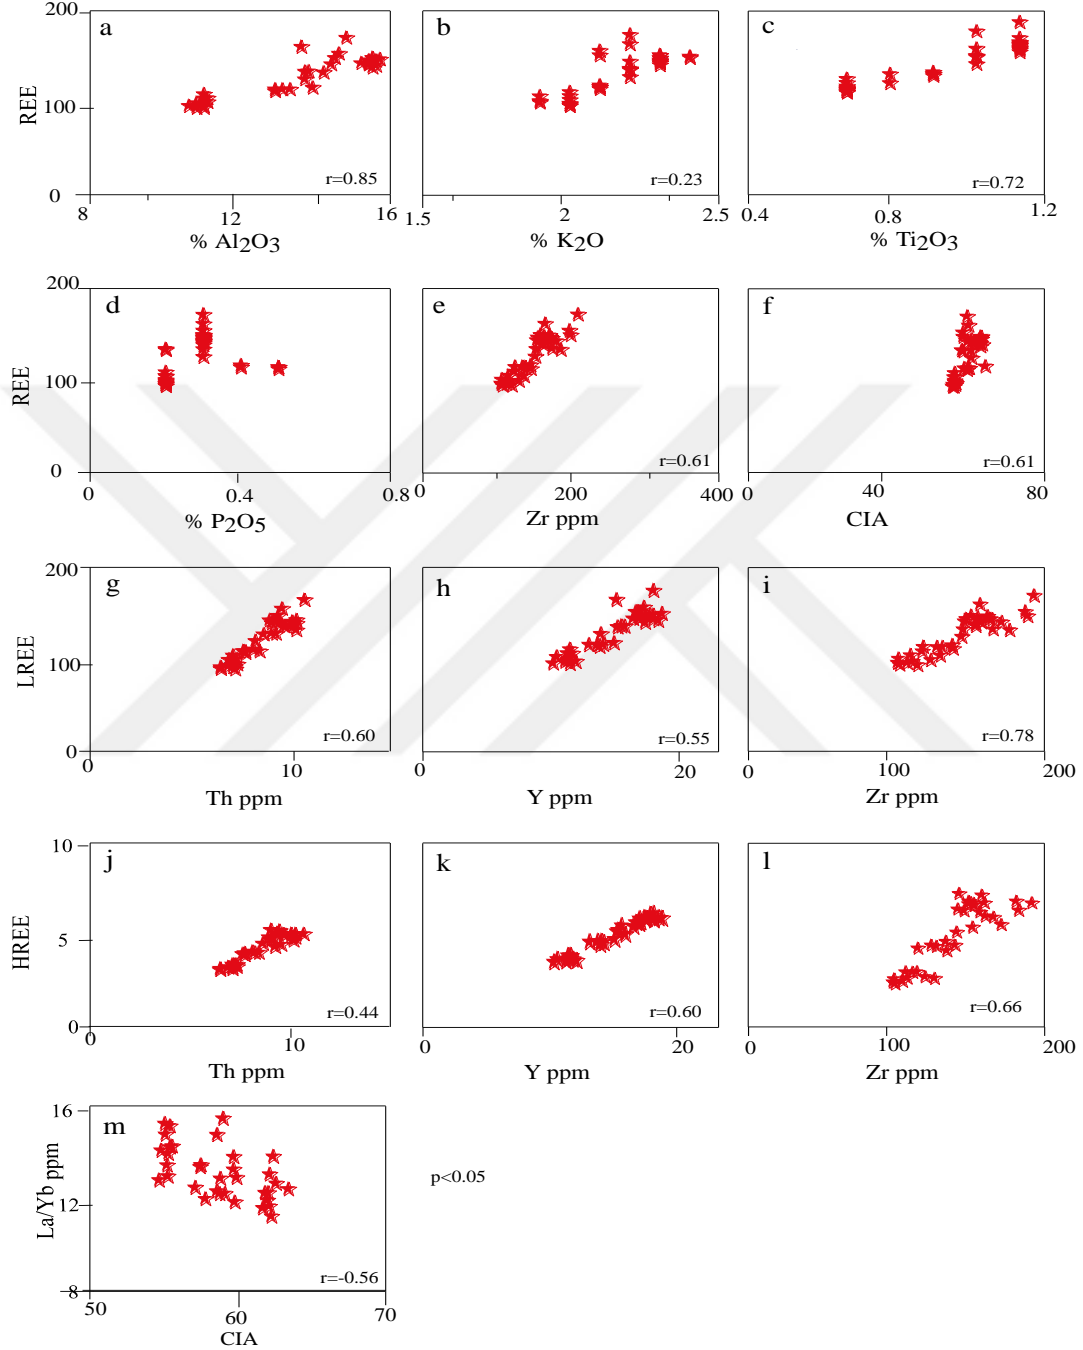 200 a b c
REE
100
r=0.85 r=0.23 r=0.72
0
8 12 16 1.5 2 2.5 0.4 0.8 1.2
% Al2O3 % K2O % Ti2O3
200 d e f
REE
100
r=0.61 r=0.61
0
0 0.4 0.8 0 200 400 0 40 80
% P2O5 Zr ppm CIA
200 g h i
LREE
100
r=0.60 r=0.55 r=0.78
0
0 10 0 20 0 100 200
Th ppm Y ppm Zr ppm
10 j k l
HREE
5
r=0.44 r=0.60 r=0.66
0
0 10 0 20 0 100 200
Th ppm Y ppm Zr ppm
16 m
La/Yb ppm
p<0.05
12
r=-0.56
8
50 60 70
CIA